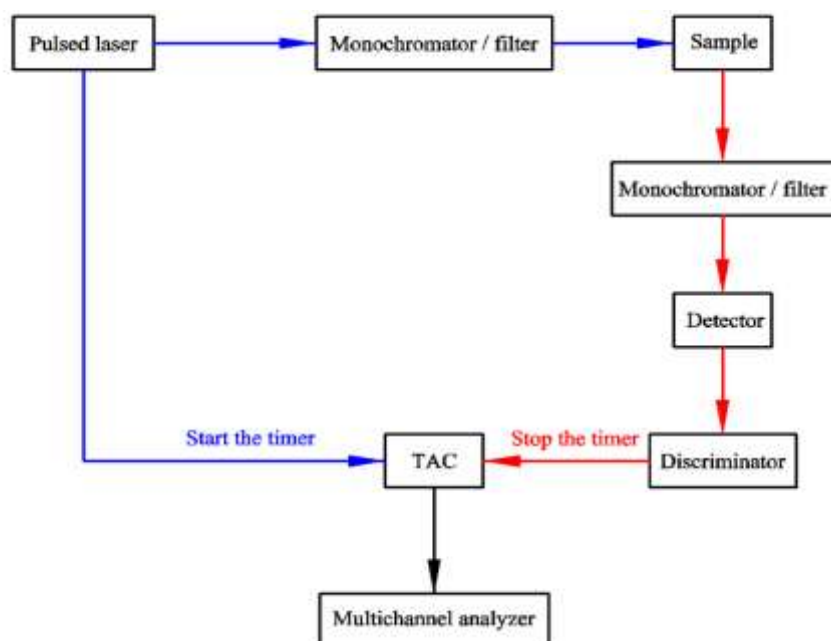 Pulsed laser
Monochromator / filter
Sample
Monochromator / filter
Detector
Start the timer
Stop the timer
TAC
Discriminator
Multichannel analyzer